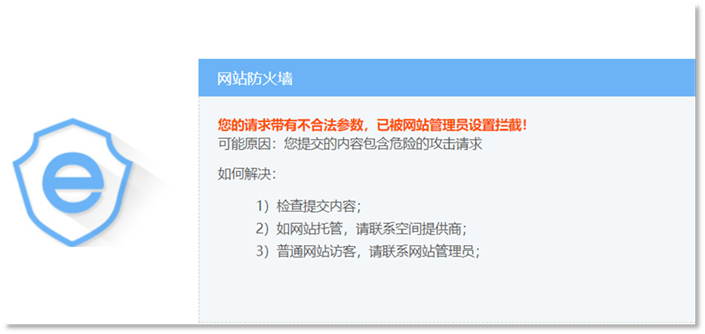 网站防火墙
您的请求带有不合法参数，已被网站管理员设置拦截！
可能原因：您提交的内容包含危险的攻击请求
如何解决：
1）检查提交内容；
2）如网站托管，请联系空间提供商；
3）普通网站访客，请联系网站管理员；